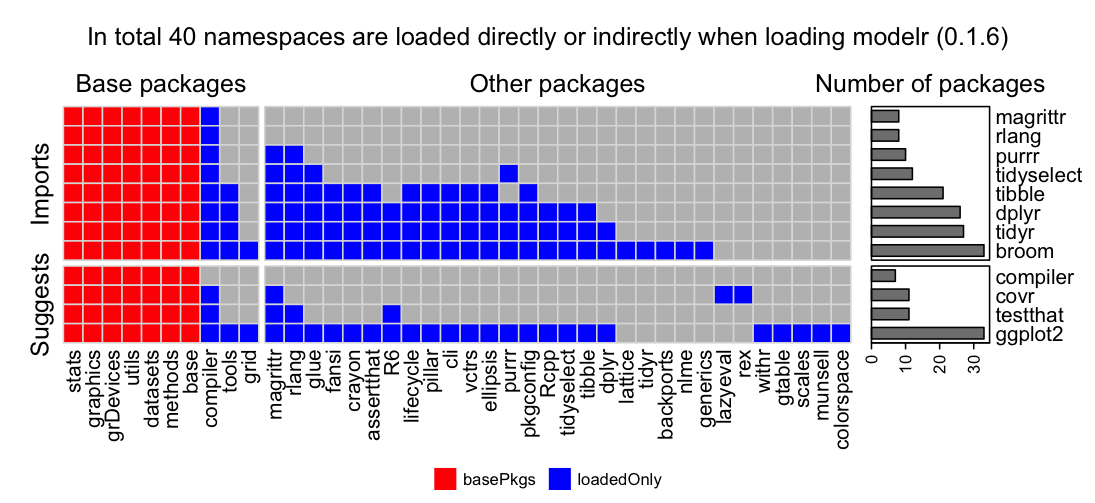 In total 40 namespaces are loaded directly or indirectly when loading modelr (0.1.6)
Base packages
Other packages
Number of packages
Imports
magrittr
rlang
purrr
tidyselect
tibble
dplyr
tidyr
broom
Suggests
compiler
covr
testthat
ggplot2
stats
graphics
grDevices
utils
datasets
methods
base
compiler
tools
grid
magrittr
rlang
glue
fansi
crayon
assertthat
R6
lifecycle
pillar
cli
vctrs
ellipsis
purrr
pkgconfig
Rcpp
tidyselect
tibble
dplyr
lattice
tidyr
backports
nlme
generics
lazyeval
rex
withr
gtable
scales
munsell
colorspace
0
10
20
30
basePkgs
loadedOnly